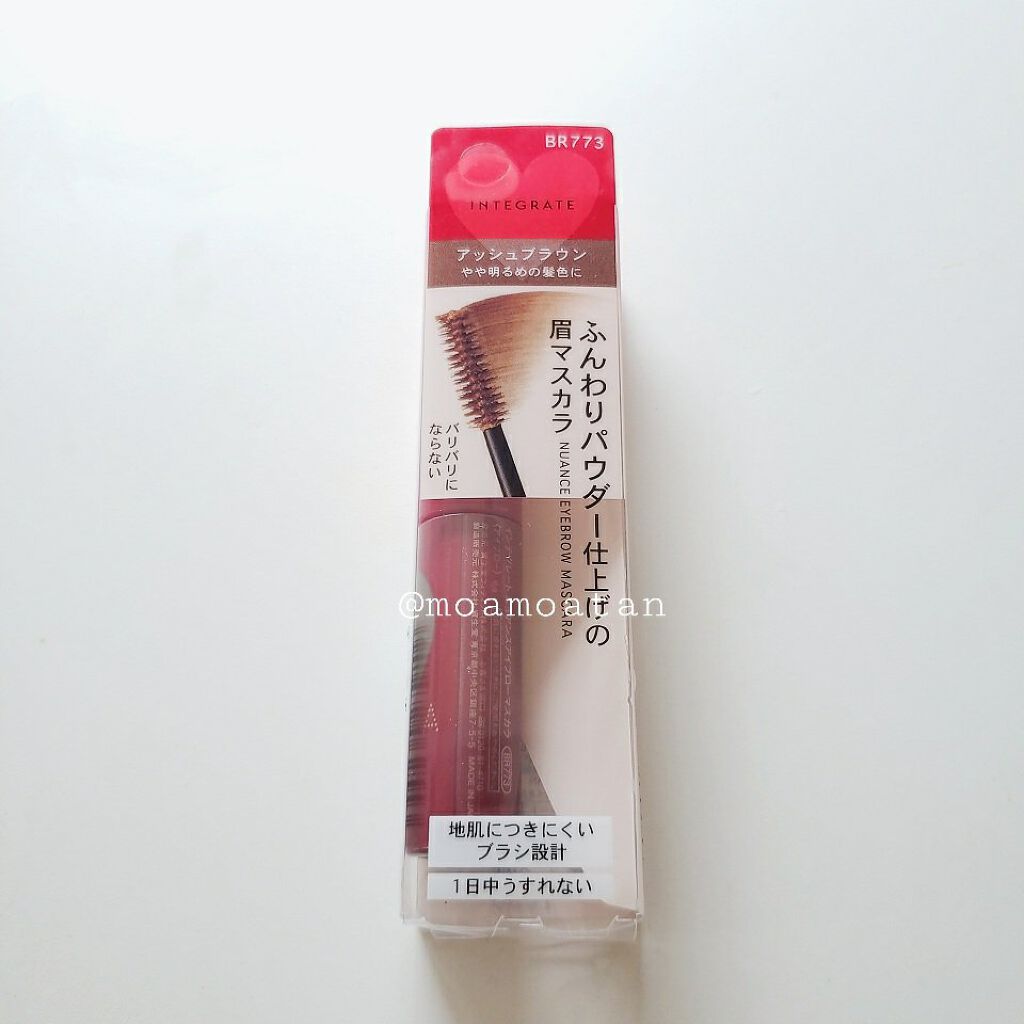 BR773
INTEGRATE
アッシュブラウン
やや明るめの髪色に
ふんわりパウダー仕上げの
眉マスカラ
NUANCE EYEBROW MASCARA
バリバリに
ならない
@moamoatan
BR773
地肌につきにくい
ブラシ設計
1日中うすれない